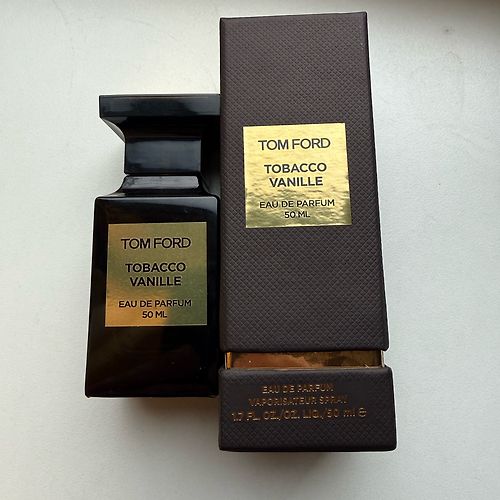 TOM FORD
TOBACCO
VANILLE
EAU DE PARFUM
50 ML
TOM FORD
TOBACCO
VANILLE
EAU DE PARFUM
50 ML
EAU DE PARFUM
VAPORISATEUR SPRAY
1.7 FL. OZ./OZ. LIQ./50 ml e